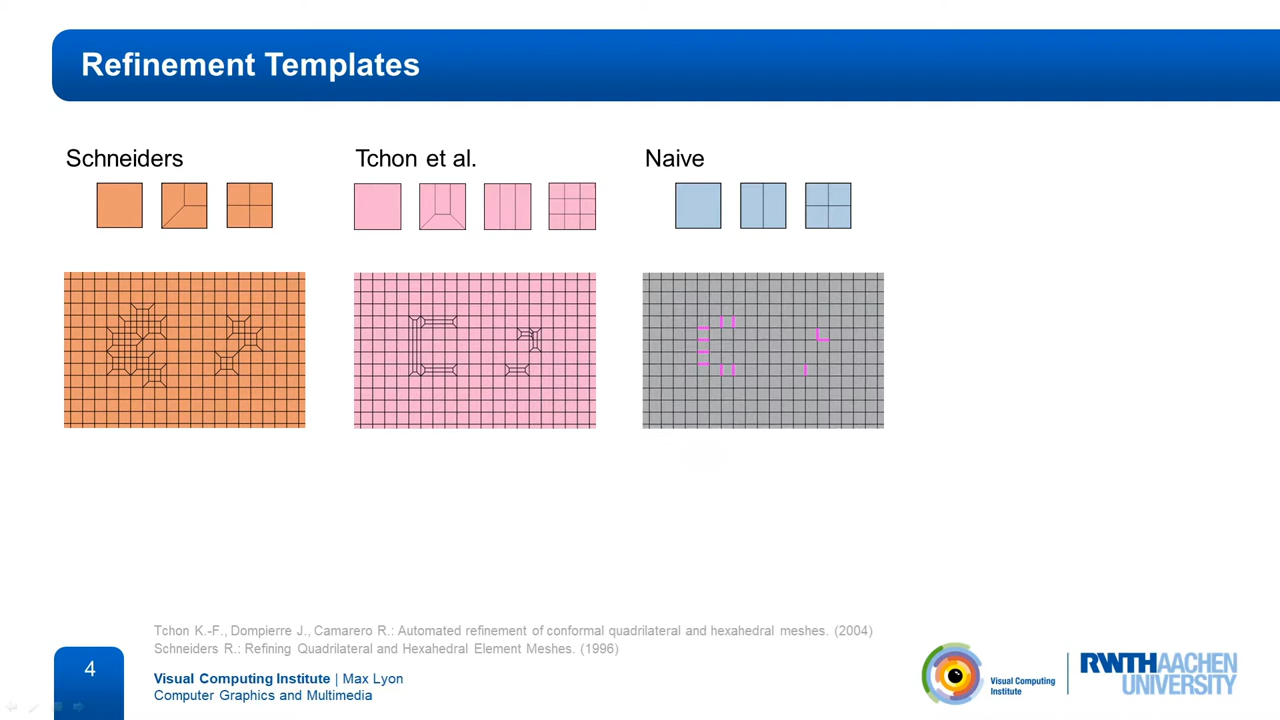 Refinement Templates
Schneiders
Tchon et al.
Naive
Tchon K.-F., Dompierre J., Camarero R.: Automated refinement of conformal quadrilateral and hexahedral meshes. (2004)
Schneiders R.: Refining Quadrilateral and Hexahedral Element Meshes. (1996)
4
Visual Computing Institute | Max Lyon
Computer Graphics and Multimedia
Visual Computing
Institute
RWTHAACHEN
UNIVERSITY